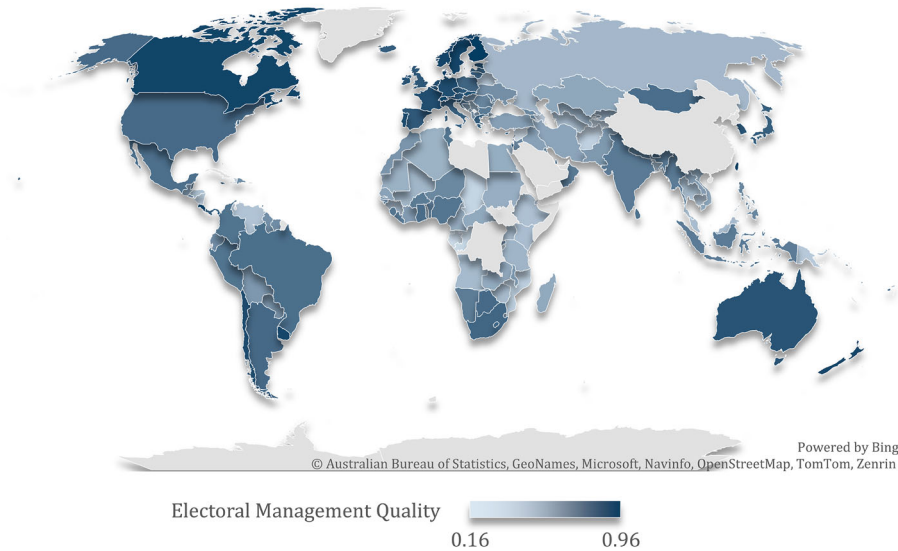 Powered by Bing
© Australian Bureau of Statistics, GeoNames, Microsoft, Navinfo, OpenStreetMap, TomTom, Zenrin
Electoral Management Quality
0.16 0.96